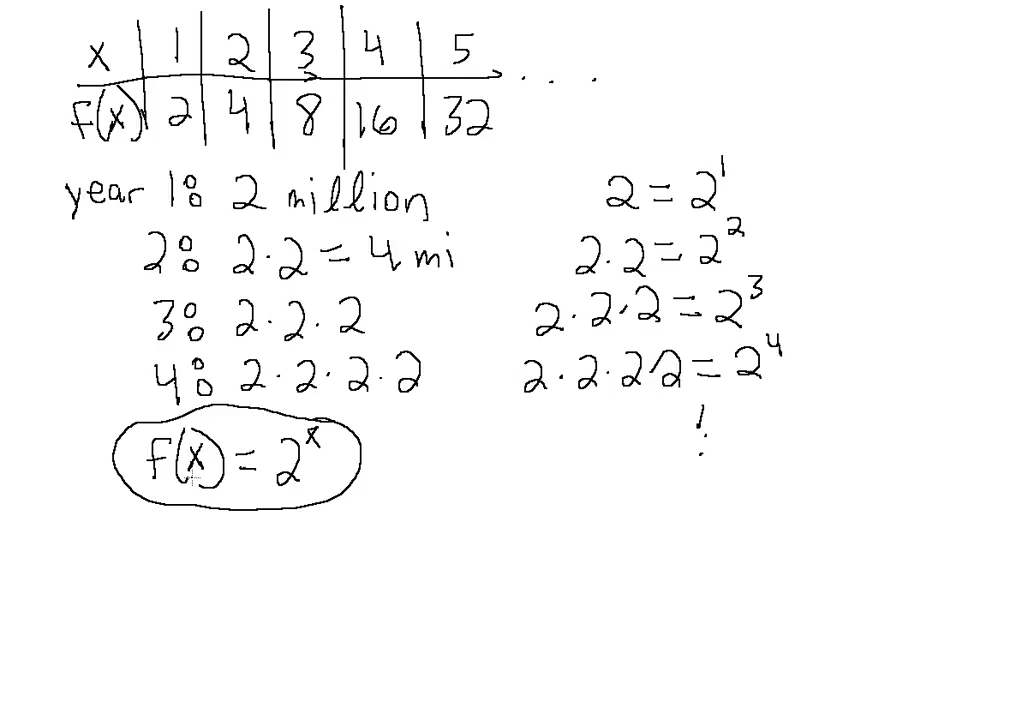 x 1 2 3 4 5 . . . .
f(x) 2 4 8 16 32
year 1: 2 million
2: 2·2 = 4 mi
3: 2·2·2
4: 2·2·2·2
f(x) = 2^x
2 = 2^1
2·2 = 2^2
2·2·2 = 2^3
2·2·2·2 = 2^4
⋮